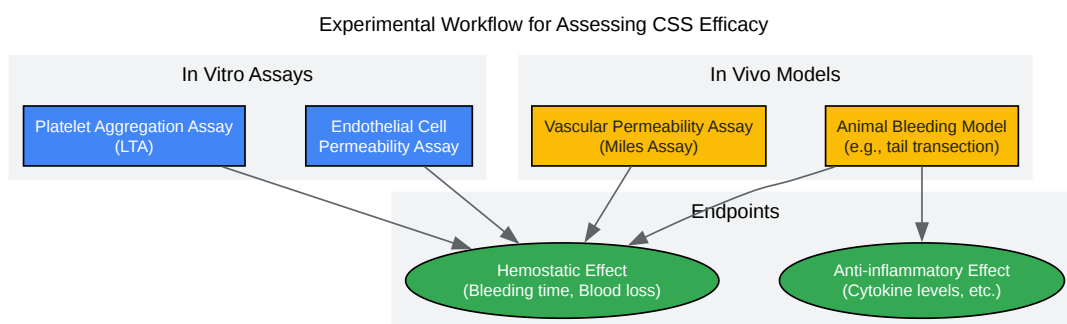 Experimental Workflow for Assessing CSS Efficacy
In Vitro Assays
In Vivo Models
Platelet Aggregation Assay
(LTA)
Endothelial Cell
Permeability Assay
Vascular Permeability Assay
(Miles Assay)
Animal Bleeding Model
(e.g., tail transection)
Endpoints
Hemostatic Effect
(Bleeding time, Blood loss)
Anti-inflammatory Effect
(Cytokine levels, etc.)